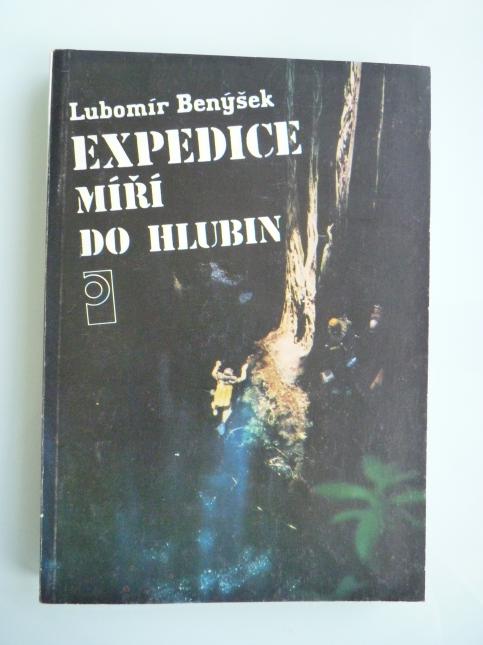 Lubomír Benýšek
EXPEDICE
MÍŘÍ
DO HLUBIN